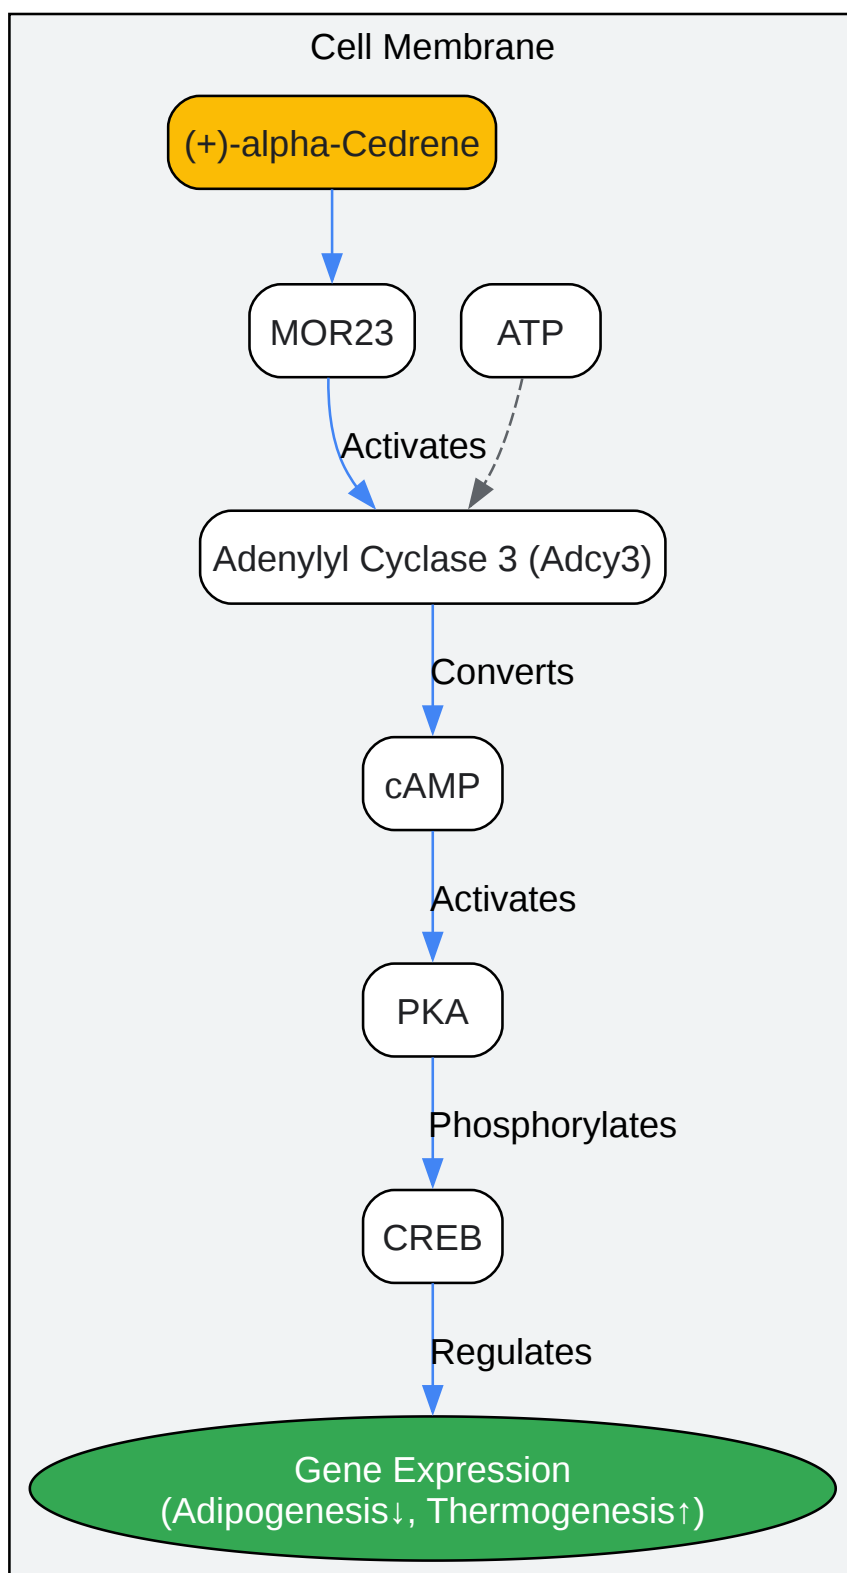 Cell Membrane
(+)-alpha-Cedrene
MOR23
ATP
Activates
Adenylyl Cyclase 3 (Adcy3)
Converts
cAMP
Activates
PKA
Phosphorylates
CREB
Regulates
Gene Expression
(Adipogenesis↓, Thermogenesis↑)